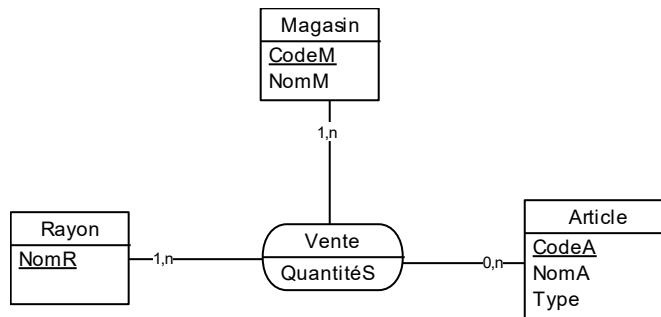 Magasin
CodeM
NomM
1,n
Rayon
NomR
1,n
Vente
QuantitéS
0,n
Article
CodeA
NomA
Type